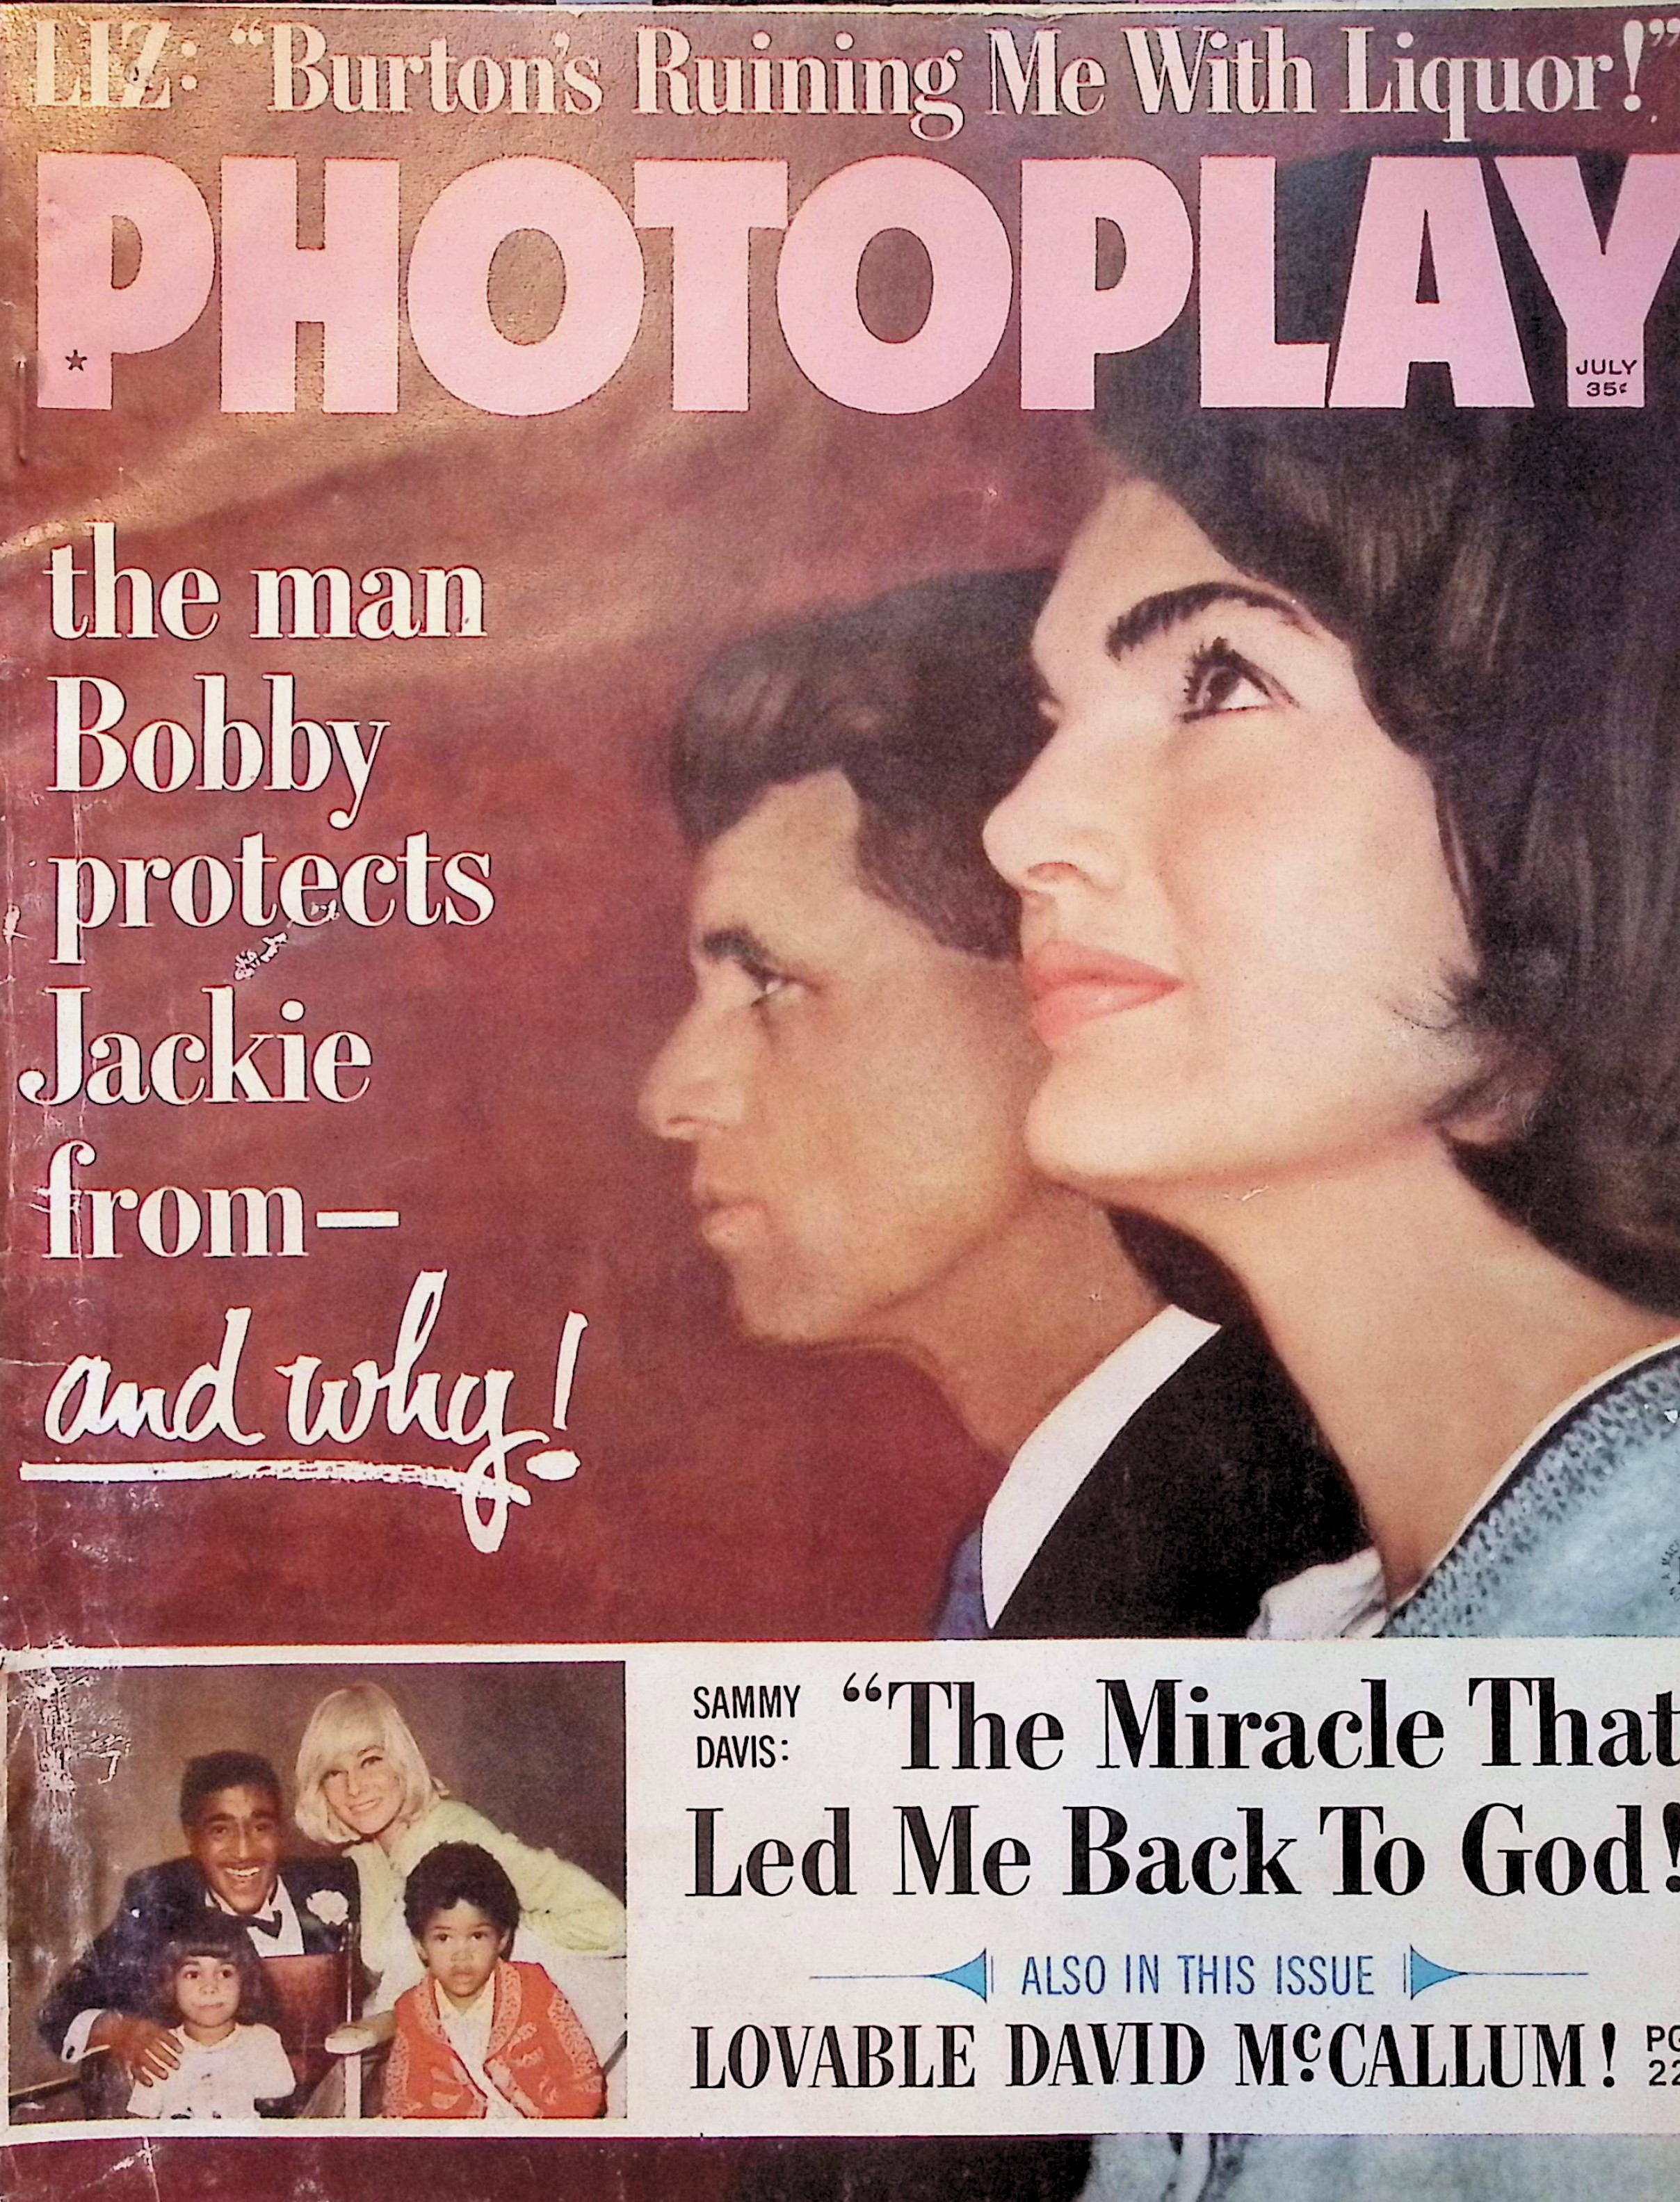 LIZ: “Burton's Ruining Me With Liquor!”
PHOTOPLAY
JULY
35¢
the man
Bobby
protects
Jackie
from—
and why!
SAMMY
DAVIS:
“The Miracle That
Led Me Back To God!
ALSO IN THIS ISSUE
LOVABLE DAVID McCALLUM!